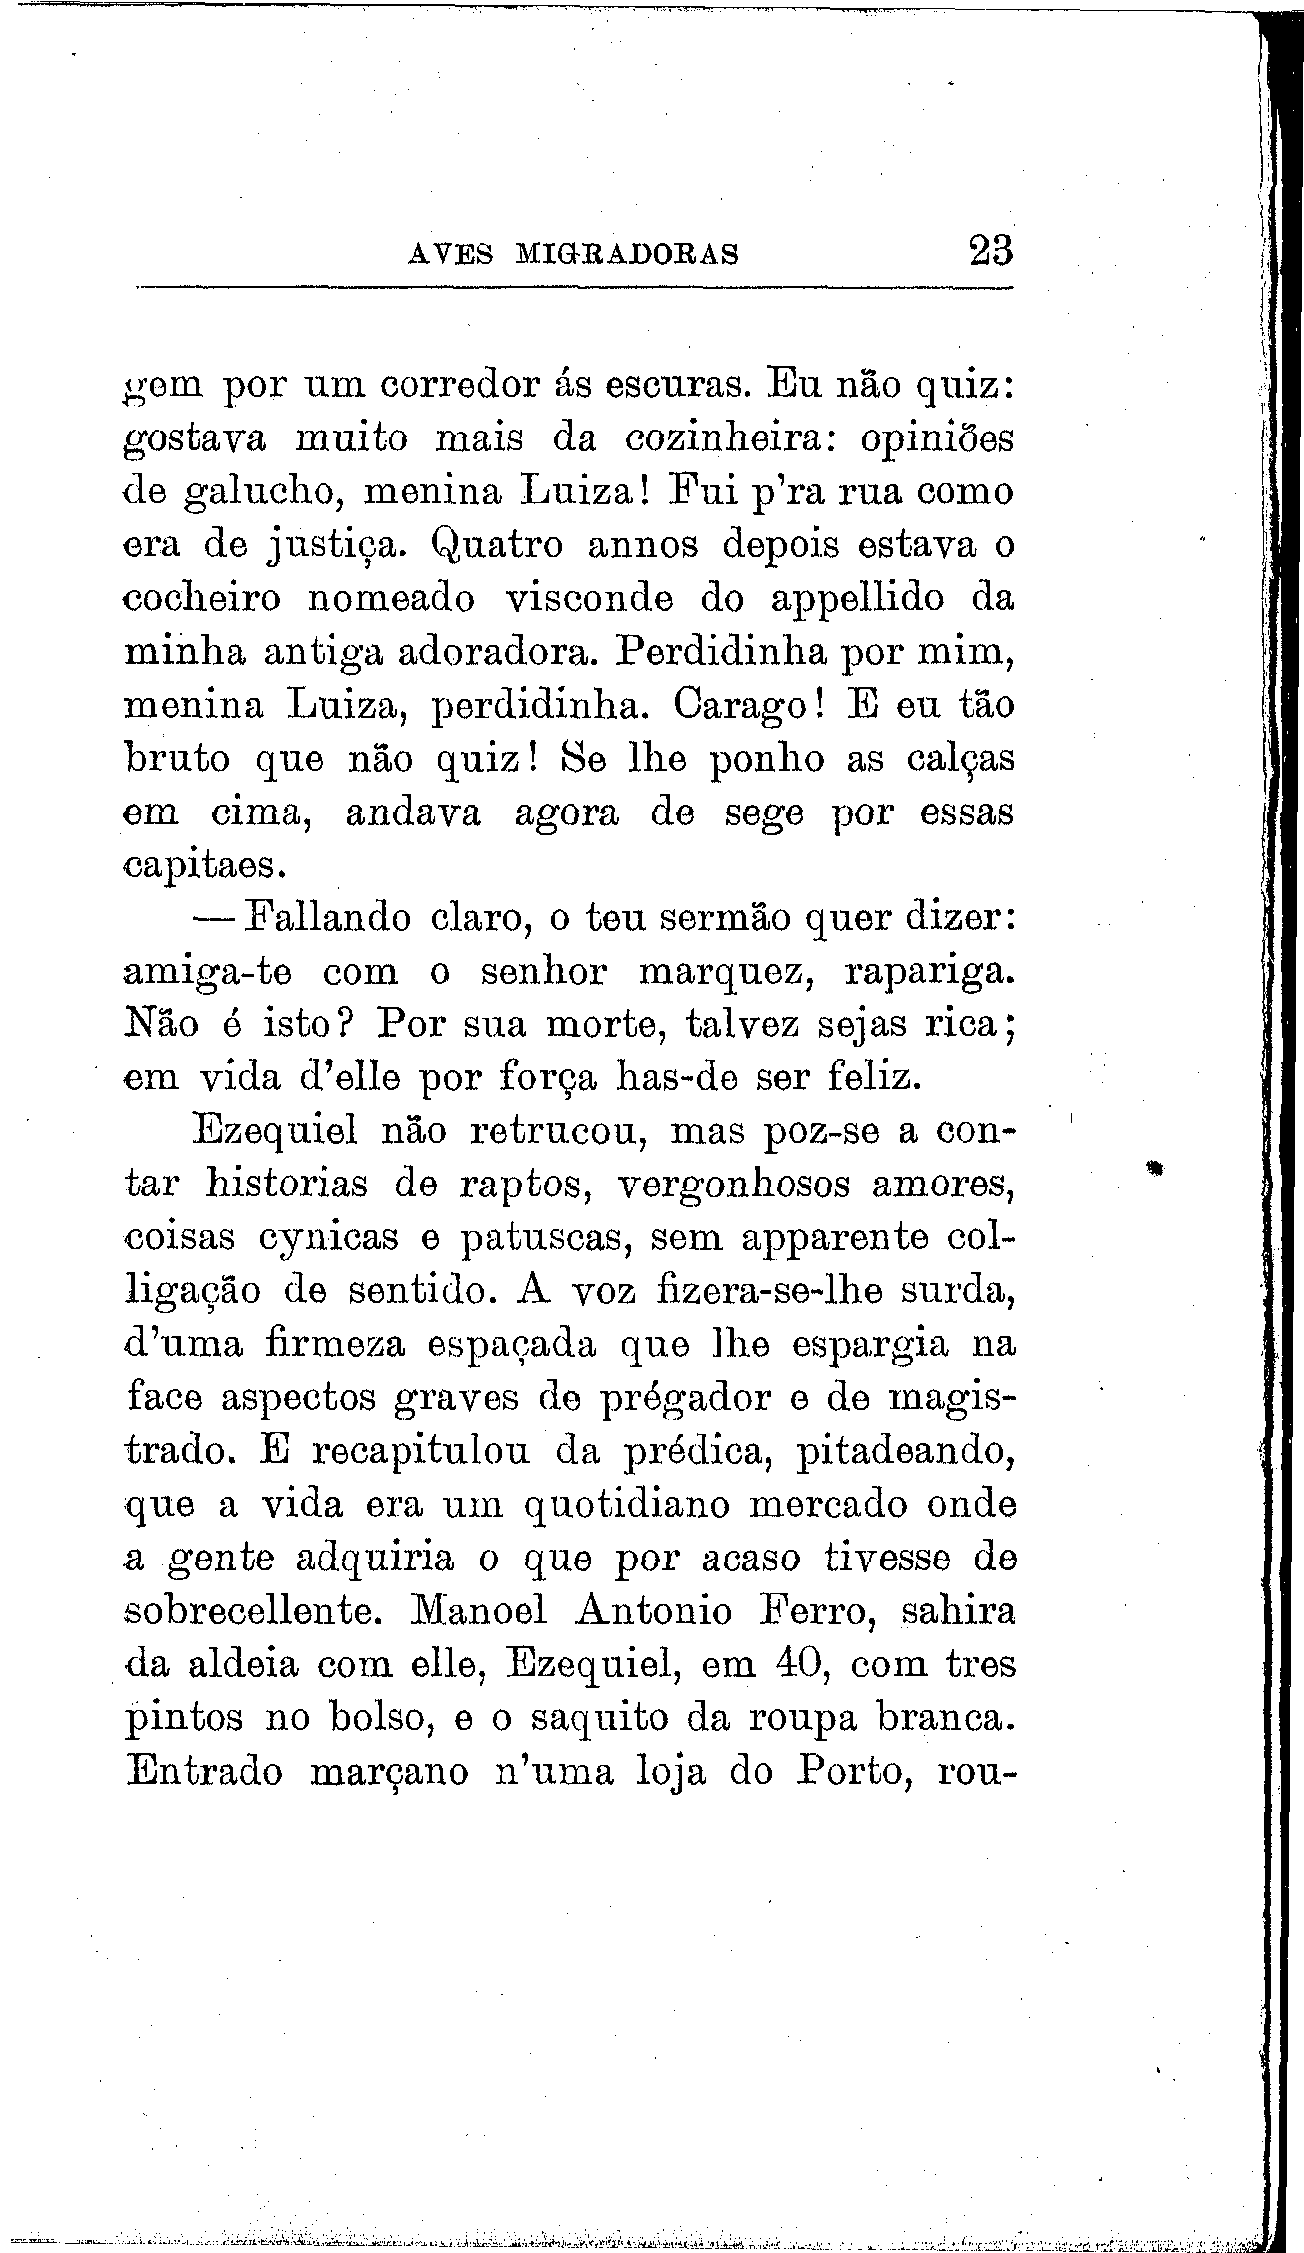 AVES MIGRADORAS 23
gem por um corredor ás escuras. Eu não quiz:
gostava muito mais da cozinheira: opiniões
de galucho, menina Luiza! Fui p'ra rua como
era de justiça. Quatro annos depois estava o
cocheiro nomeado visconde do appellido da
minha antiga adoradora. Perdidinha por mim,
menina Luiza, perdidinha. Carago! E eu tão
bruto que não quiz! Se lhe ponho as calças
em cima, andava agora de sege por essas
capitaes.
— Fallando claro, o teu sermão quer dizer:
amiga-te com o senhor marquez, rapariga.
Não é isto? Por sua morte, talvez sejas rica;
em vida d'elle por força has-de ser feliz.
Ezequiel não retrucou, mas poz-se a con-
tar historias de raptos, vergonhosos amores,
coisas cynicas e patuscas, sem apparente col-
ligação de sentido. A voz fizera-se-lhe surda,
d'uma firmeza espaçada que lhe espargia na
face aspectos graves de prégador e de magis-
trado. E recapitulou da prédica, pitadeando,
que a vida era um quotidiano mercado onde
a gente adquiria o que por acaso tivesse de
sobrecellente. Manoel Antonio Ferro, sahira
da aldeia com elle, Ezequiel, em 40, com tres
pintos no bolso, e o saquito da roupa branca.
Entrado marçano n'uma loja do Porto, rou-